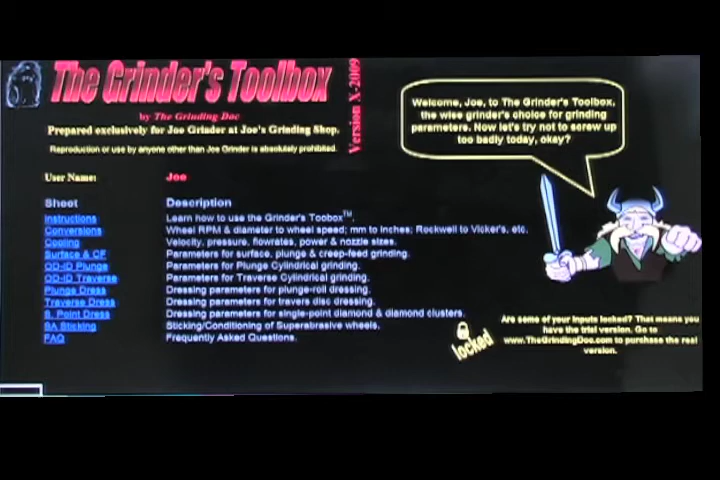 The Grinder's Toolbox
Version X-2009
by The Grinding Doc
Prepared exclusively for Joe Grinder at Joe's Grinding Shop.
Reproduction or use by anyone other than Joe Grinder is absolutely prohibited.
Welcome, Joe, to The Grinder's Toolbox,
the wise grinder's choice for grinding
parameters. Now let's try not to screw up
too badly today, okay?
User Name: Joe
Sheet Description
Instructions Learn how to use the Grinder's Toobox™.
Conversions Wheel RPM & diameter to wheel speed; mm to inches; Rockwell to Vicker's, etc.
Cooling Velocity, pressure, flowrates, power & nozzle sizes.
Surface & CF Parameters for surface, plunge & creep-feed grinding.
OD-ID Plunge Parameters for Plunge Cylindrical grinding.
OD-ID Traverse Parameters for Traverse Cylindrical grinding.
Plunge Dress Dressing parameters for plunge-roll dressing.
Traverse Dress Dressing parameters for travers disc dressing.
S. Point Dress Dressing parameters for single-point diamond & diamond clusters.
SA Sticking Sticking/Conditioning of Superabrasive wheels.
FAQ Frequently Asked Questions.
locked
Are some of your inputs locked? That means you
have the trial version. Go to
www.TheGrindingDoc.com to purchase the real
version.